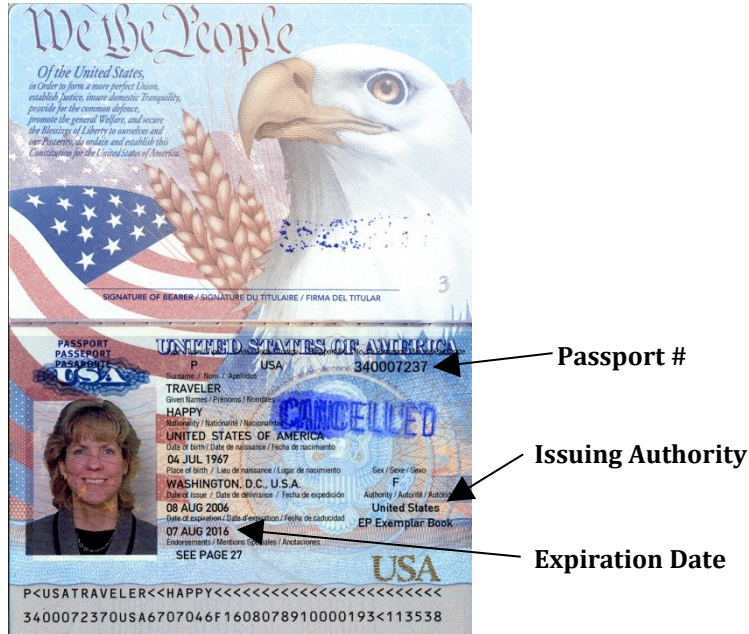 We the People
Of the United States,
in Order to form a more perfect Union,
establish Justice, insure domestic Tranquility,
provide for the common defence,
promote the general Welfare, and secure
the Blessings of Liberty to ourselves and
our Posterity, do ordain and establish this
Constitution for the United States of America.
3
SIGNATURE OF BEARER / SIGNATURE DU TITULAIRE / FIRMA DEL TITULAR
PASSPORT
PASSEPORT
PASAPORTE
USA
UNITED STATES OF AMERICA
P USA 340007237
Passport #
Surname / Nom / Apellidos
TRAVELER
Given Names / Prénoms / Nombres
HAPPY
CANCELLED
Nationality / Nationalité / Nacionalidad
UNITED STATES OF AMERICA
Date of birth / Date de naissance / Fecha de nacimiento
04 JUL 1967
Place of birth / Lieu de naissance / Lugar de nacimiento Sex / Sexe / Sexo
WASHINGTON, D.C., U.S.A. F
Issuing Authority
Date of issue / Date de délivrance / Fecha de expedición Authority / Autorité / Autoridad
08 AUG 2006 United States
Date of expiration / Date d'expiration / Fecha de caducidad EP Exemplar Book
07 AUG 2016
Expiration Date
Endorsements / Mentions Spéciales / Anotaciones
SEE PAGE 27
USA
P<USATRAVELER<<HAPPY<<<<<<<<<<<<<<<<<<<<<<<<
3400072370USA6707046F1608078910000193<113538